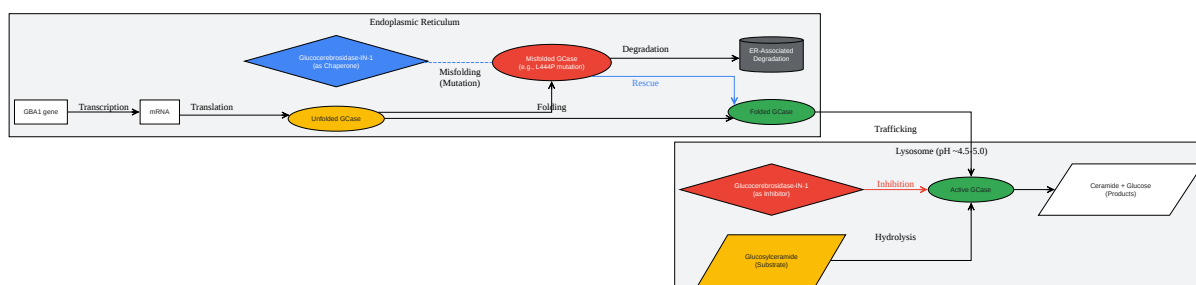 Endoplasmic Reticulum
Glucocerebrosidase-IN-1
(as Chaperone)
Misfolding
(Mutation)
Misfolded GCase
(e.g., L444P mutation)
Degradation
ER-Associated
Degradation
Rescue
GBA1 gene
Transcription
mRNA
Translation
Unfolded GCase
Folding
Folded GCase
Trafficking
Lysosome (pH ~4.5-5.0)
Glucocerebrosidase-IN-1
(as Inhibitor)
Inhibition
Active GCase
Ceramide + Glucose
(Products)
Hydrolysis
Glucosylceramide
(Substrate)